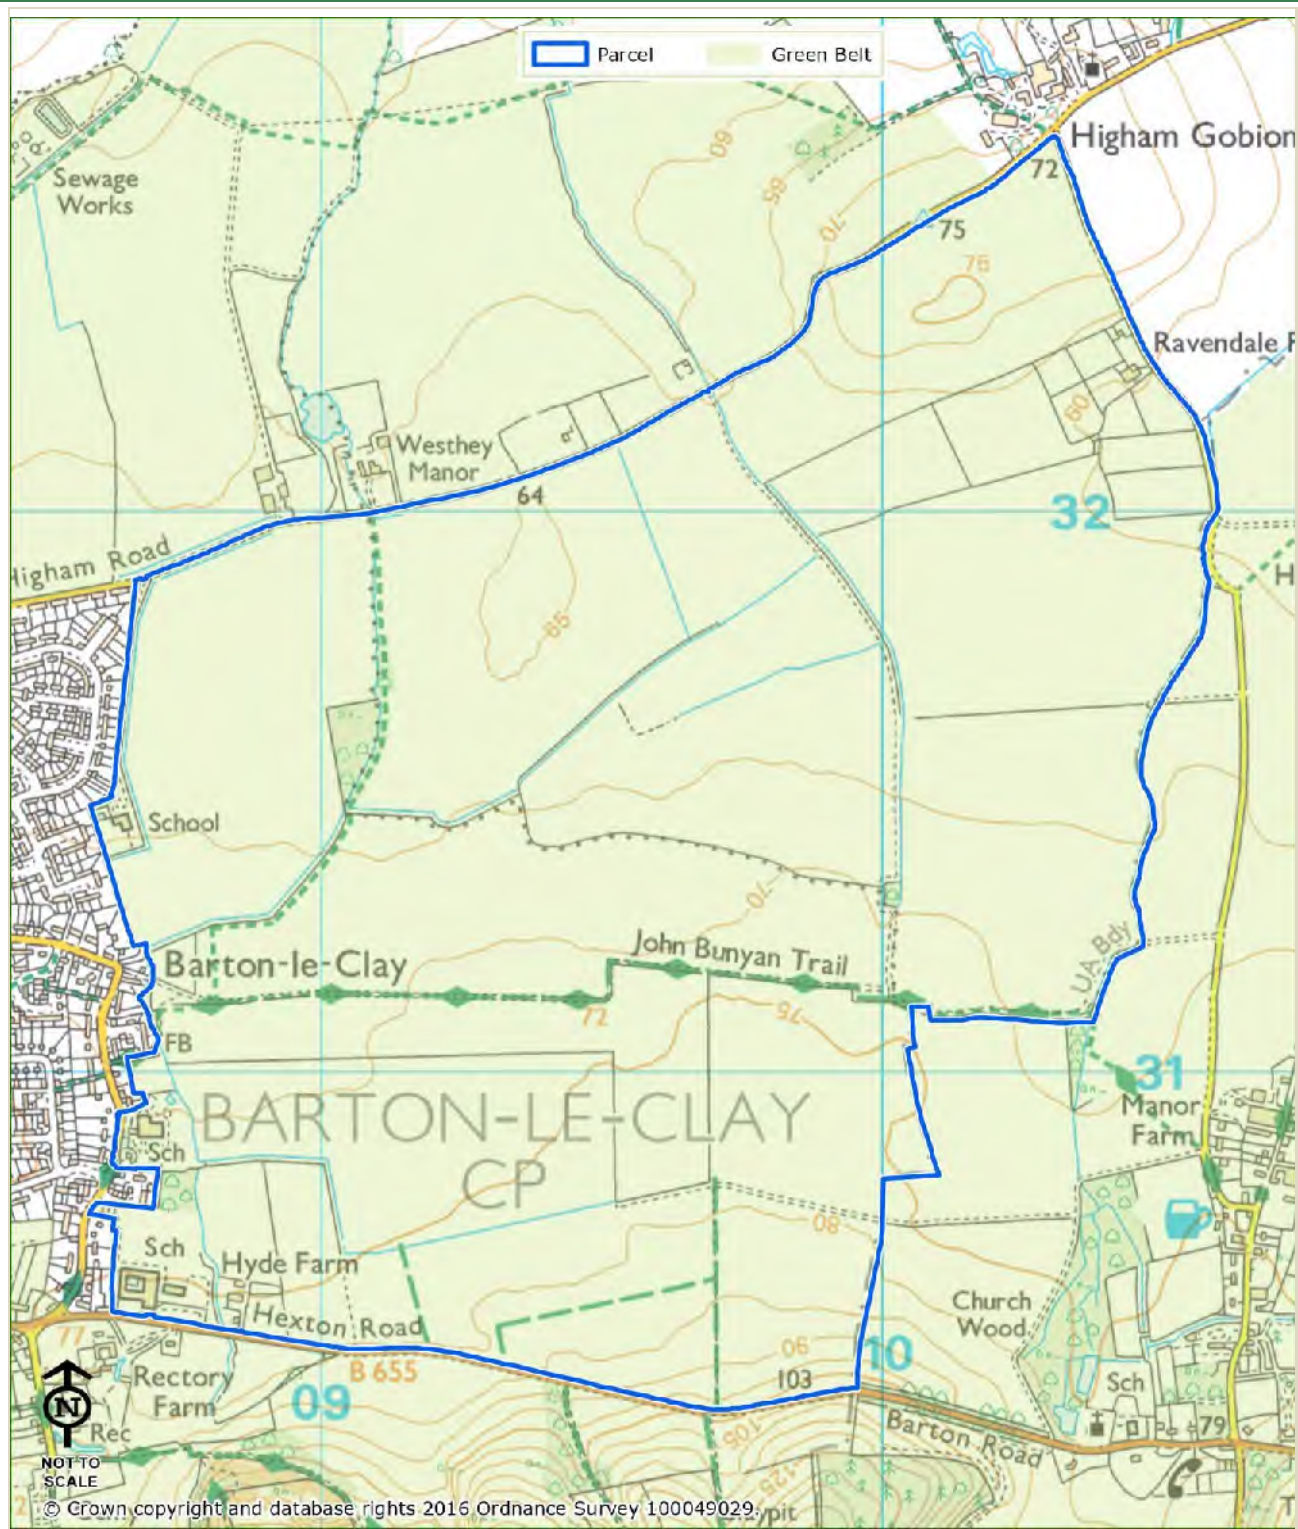 Parcel
Green Belt
Higham Gobion
72
Sewage
Works
60
65
70
75
75
Ravendale F
60
Westhey
Manor
64
32
Higham Road
H
65
School
70
John Bunyan Trail
Barton-le-Clay
UA Bdy
72
75
FB
31
BARTON-LE-CLAY
CP
Manor
Farm
Sch
80
Sch
Hyde Farm
Church
Wood
Hexton Road
77
90
10
B 655
103
Rectory
Farm
09
Sch
N
105
Barton Road
79
Rec
NOT TO
SCALE
© Crown copyright and database rights 2016 Ordnance Survey 100049029.